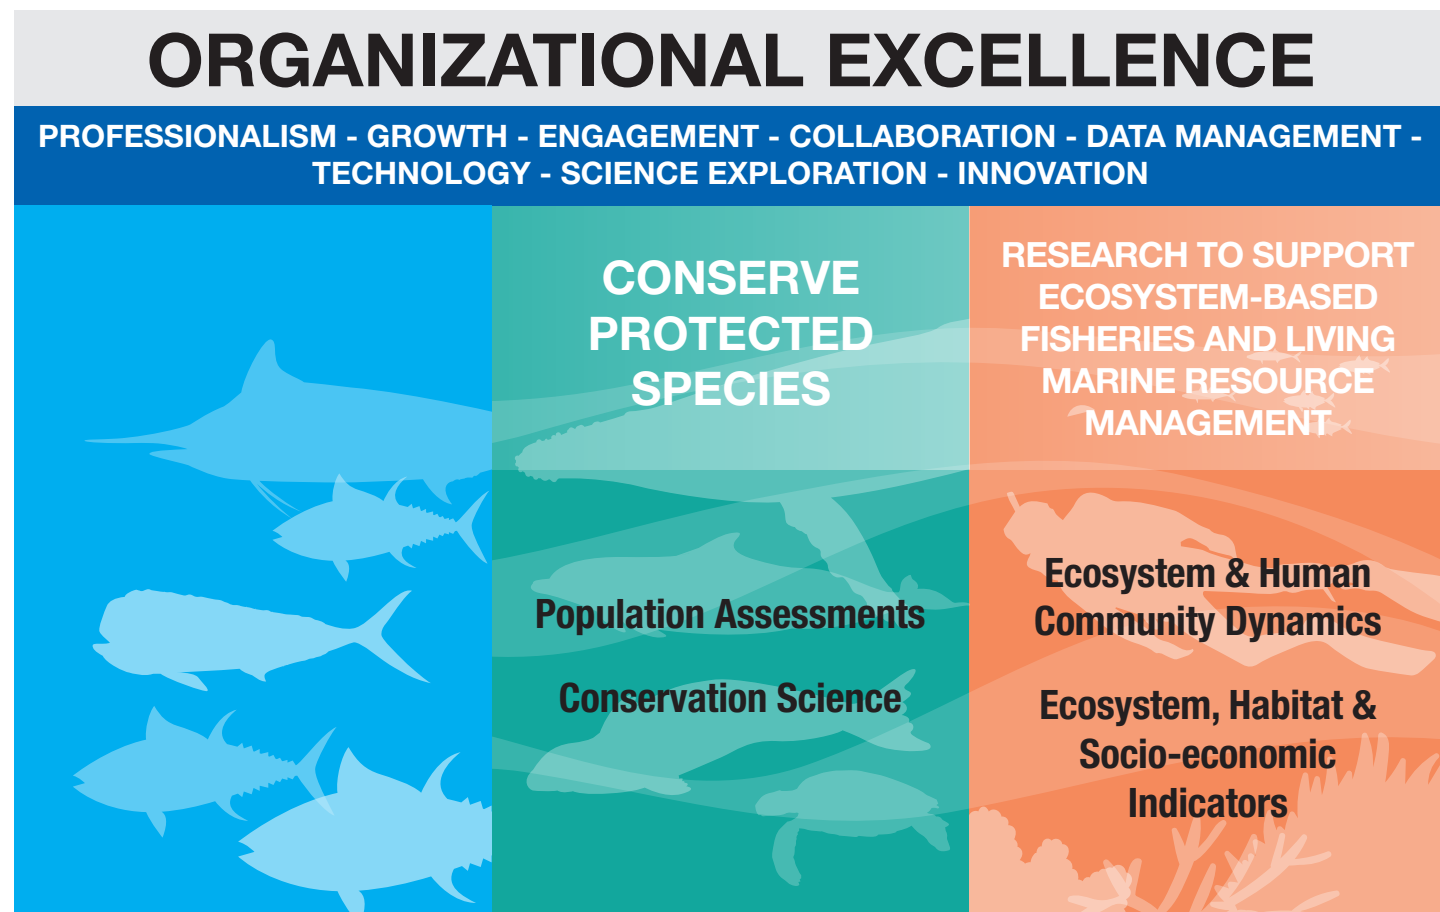 ORGANIZATIONAL EXCELLENCE
PROFESSIONALISM - GROWTH - ENGAGEMENT - COLLABORATION - DATA MANAGEMENT -
TECHNOLOGY - SCIENCE EXPLORATION - INNOVATION
CONSERVE
PROTECTED
SPECIES
Population Assessments
Conservation Science
RESEARCH TO SUPPORT
ECOSYSTEM-BASED
FISHERIES AND LIVING
MARINE RESOURCE
MANAGEMENT
Ecosystem & Human
Community Dynamics
Ecosystem, Habitat &
Socio-economic
Indicators